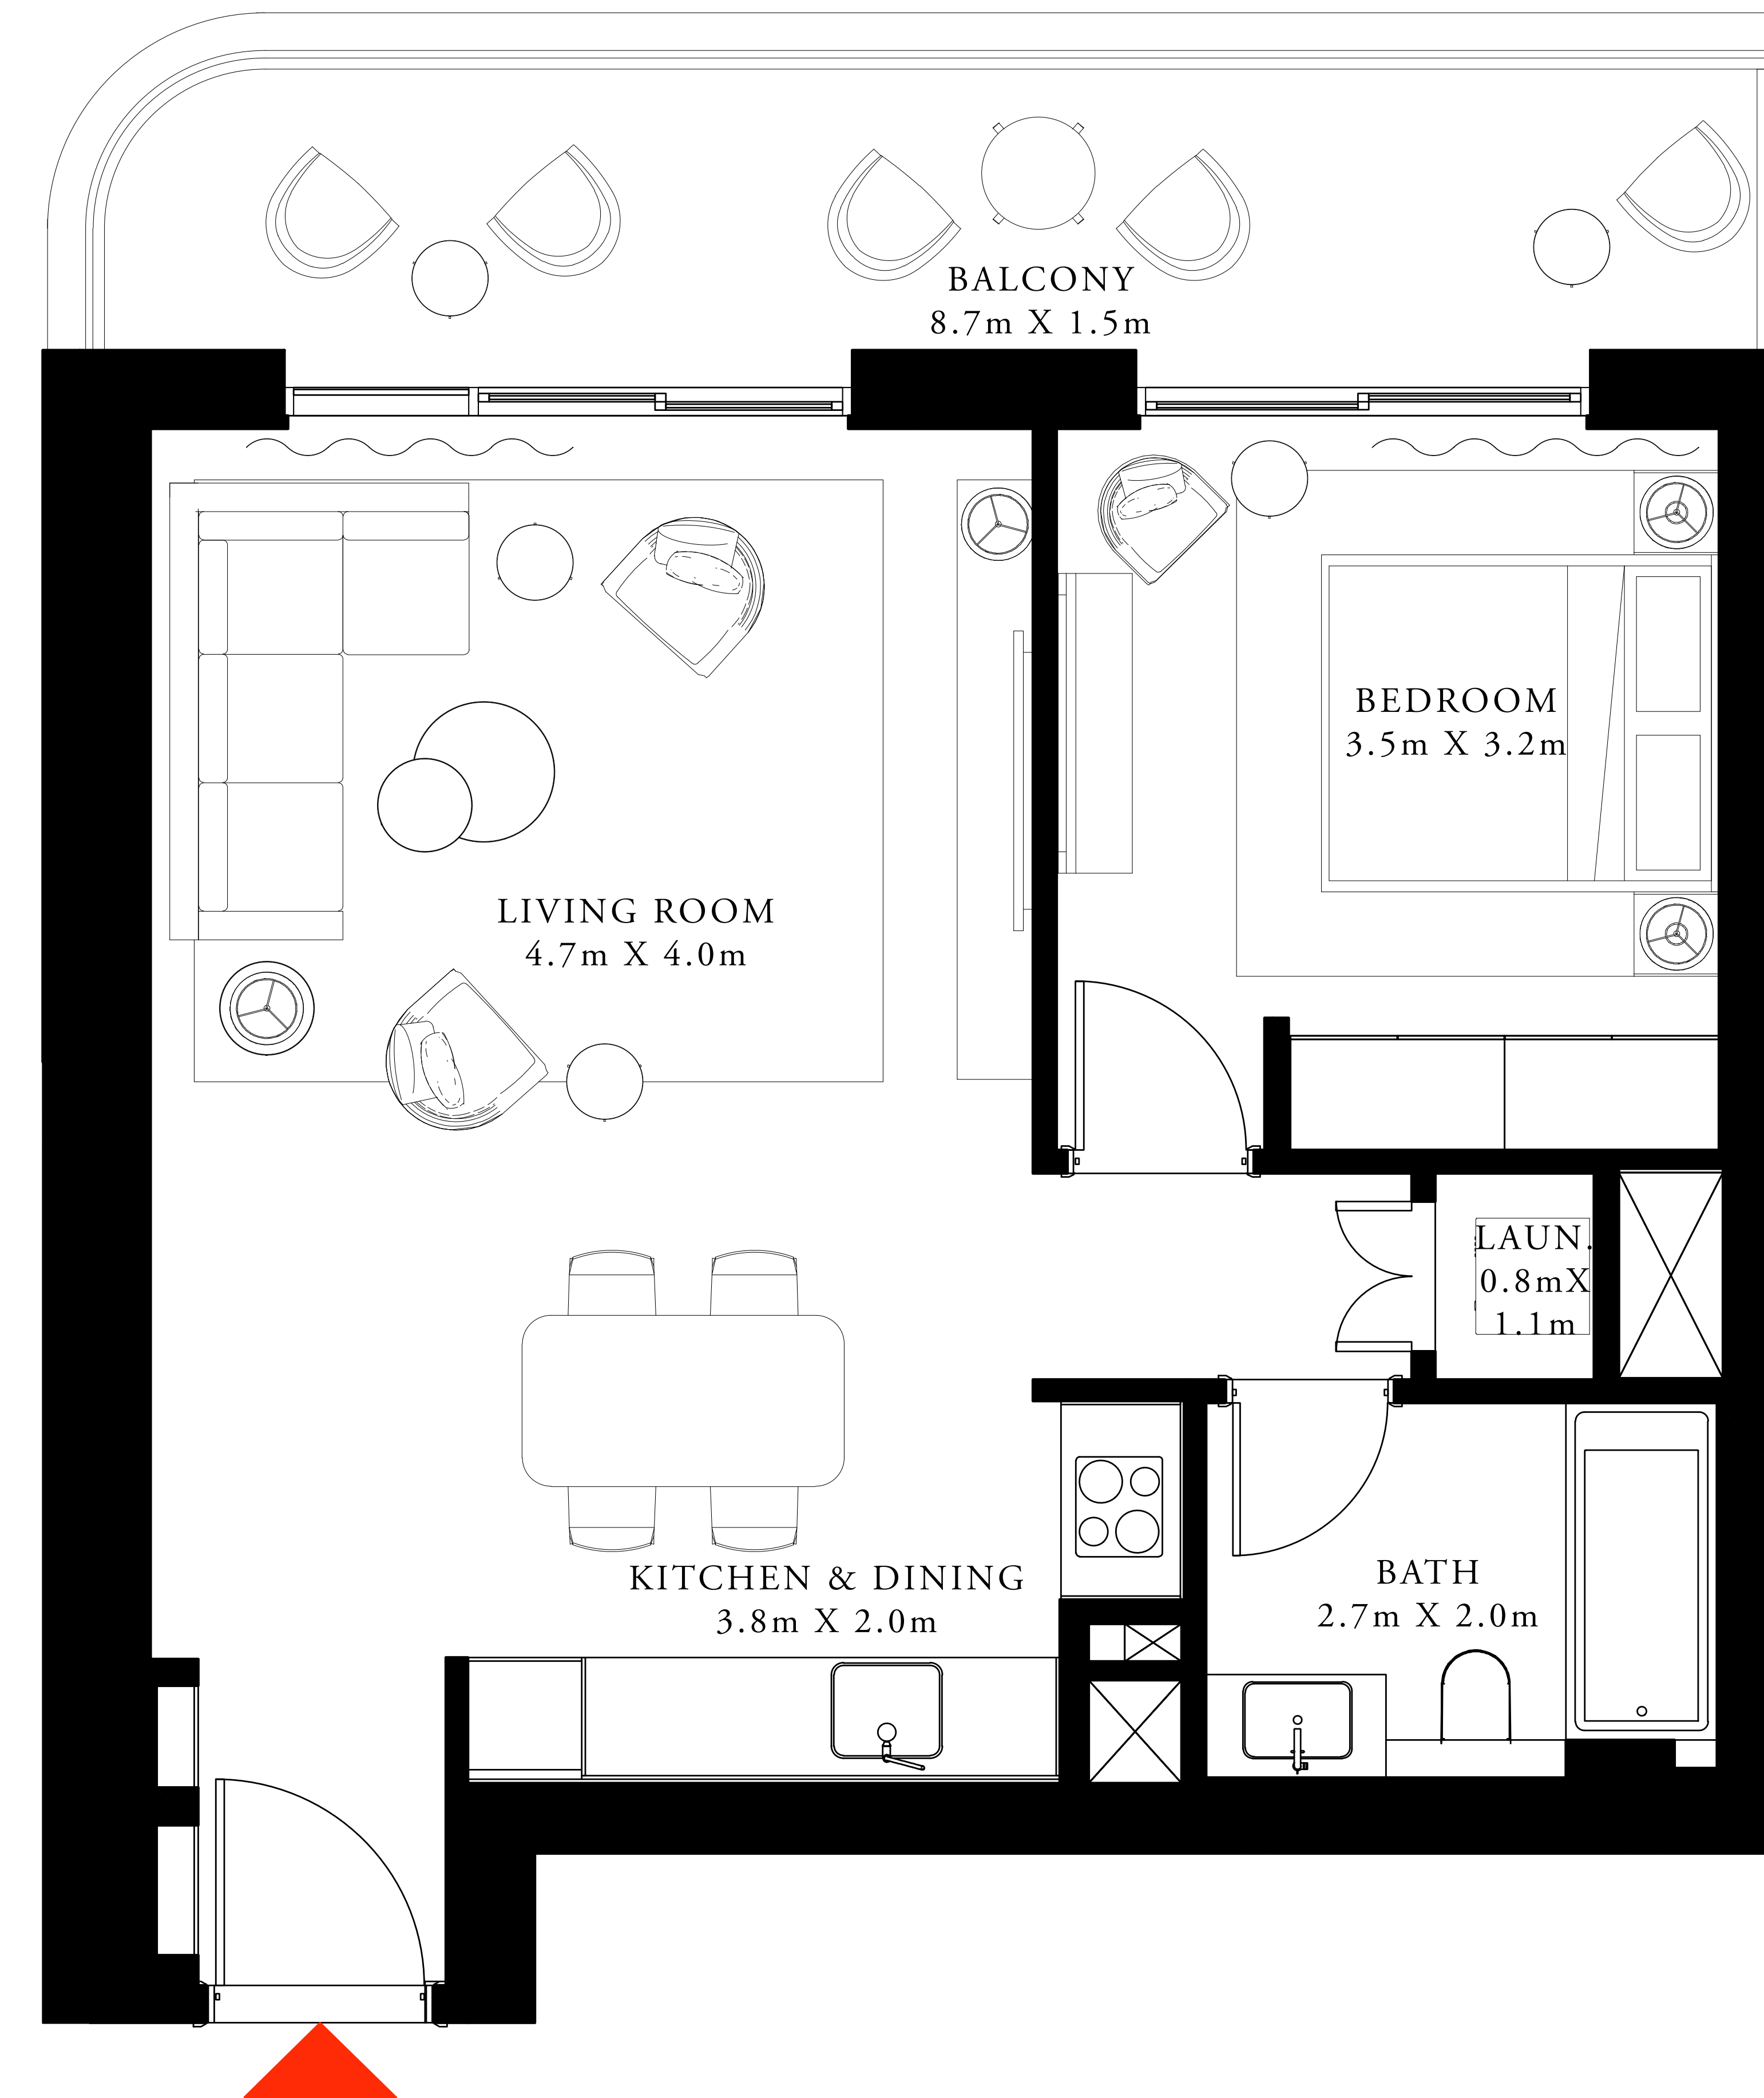 BALCONY
8.7m X 1.5m
BEDROOM
3.5m X 3.2m
LIVING ROOM
4.7m X 4.0m
LAUN.
0.8mX
1.1m
KITCHEN & DINING
3.8m X 2.0m
BATH
2.7m X 2.0m